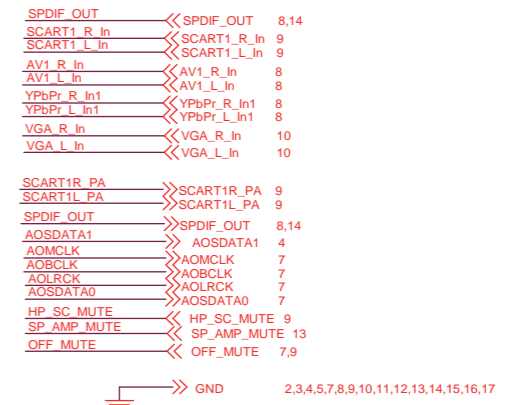 SPDIF_OUT SPDIF_OUT 8,14
SCART1_R_In SCART1_R_In 9
SCART1_L_In SCART1_L_In 9
AV1_R_In AV1_R_In 8
AV1_L_In AV1_L_In 8
YPbPr_R_In1 YPbPr_R_In1 8
YPbPr_L_In1 YPbPr_L_In1 8
VGA_R_In VGA_R_In 10
VGA_L_In VGA_L_In 10
SCART1R_PA SCART1R_PA 9
SCART1L_PA SCART1L_PA 9
SPDIF_OUT SPDIF_OUT 8,14
AOSDATA1 AOSDATA1 4
AOMCLK AOMCLK 7
AOBCLK AOBCLK 7
AOLRCK AOLRCK 7
AOSDATA0 AOSDATA0 7
HP_SC_MUTE HP_SC_MUTE 9
SP_AMP_MUTE SP_AMP_MUTE 13
OFF_MUTE OFF_MUTE 7,9
GND 2,3,4,5,7,8,9,10,11,12,13,14,15,16,17